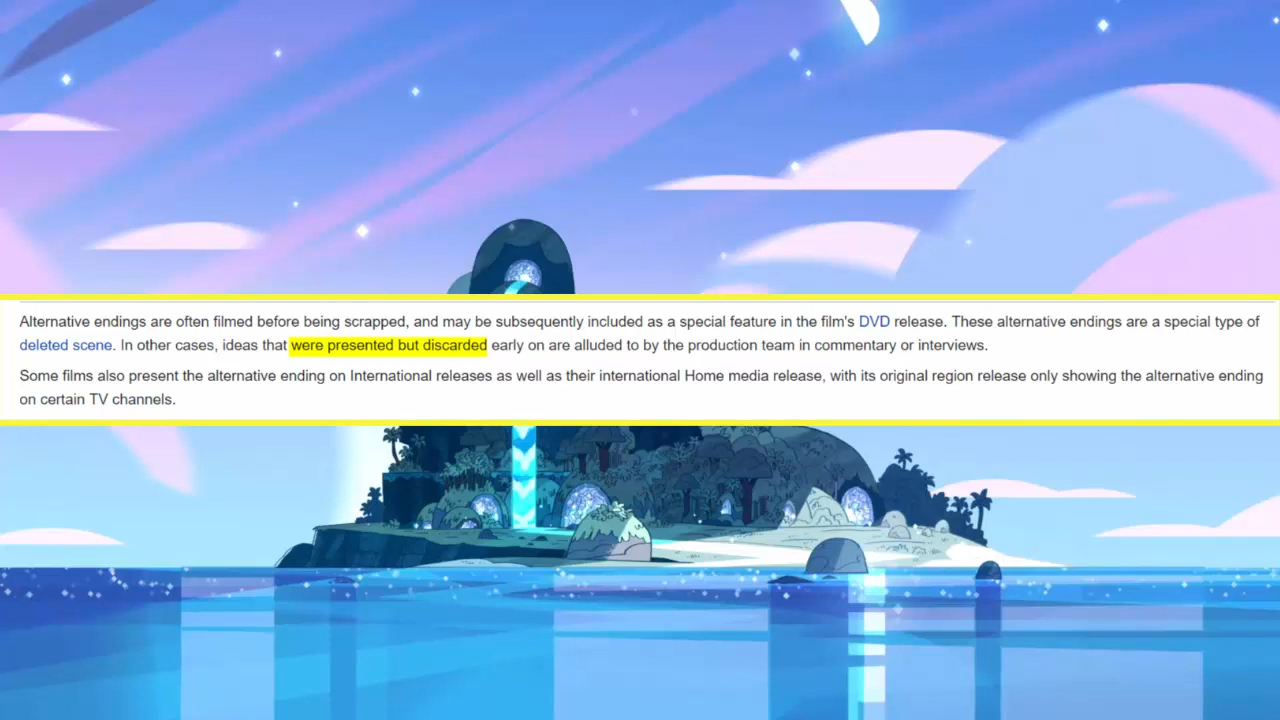 Alternative endings are often filmed before being scrapped, and may be subsequently included as a special feature in the film's DVD release. These alternative endings are a special type of
deleted scene. In other cases, ideas that were presented but discarded early on are alluded to by the production team in commentary or interviews.
Some films also present the alternative ending on International releases as well as their international Home media release, with its original region release only showing the alternative ending
on certain TV channels.